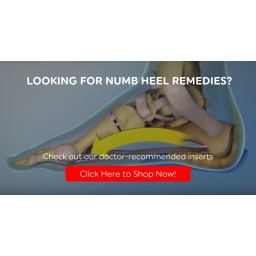 LOOKING FOR NUMB HEEL REMEDIES?
Check out our doctor-recommended inserts
Click Here to Shop Now!